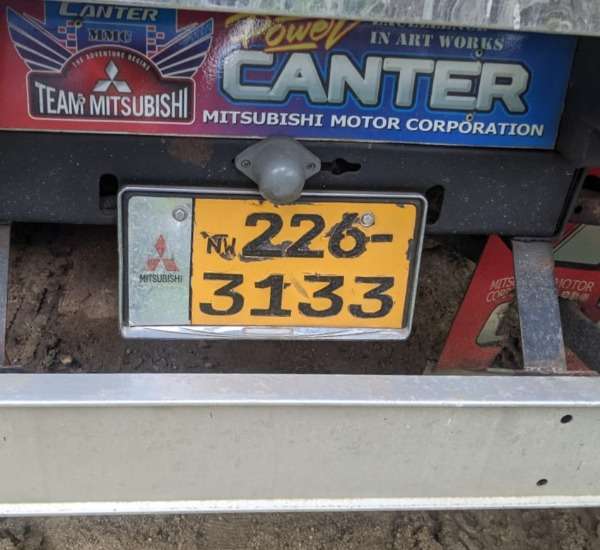 CANTER
MMC
THE ADVENTURE BEGINS
TEAM MITSUBISHI
Power
IN ART WORKS
CANTER
MITSUBISHI MOTOR CORPORATION
NW 226-
3133
MITSUBISHI
MOTOR